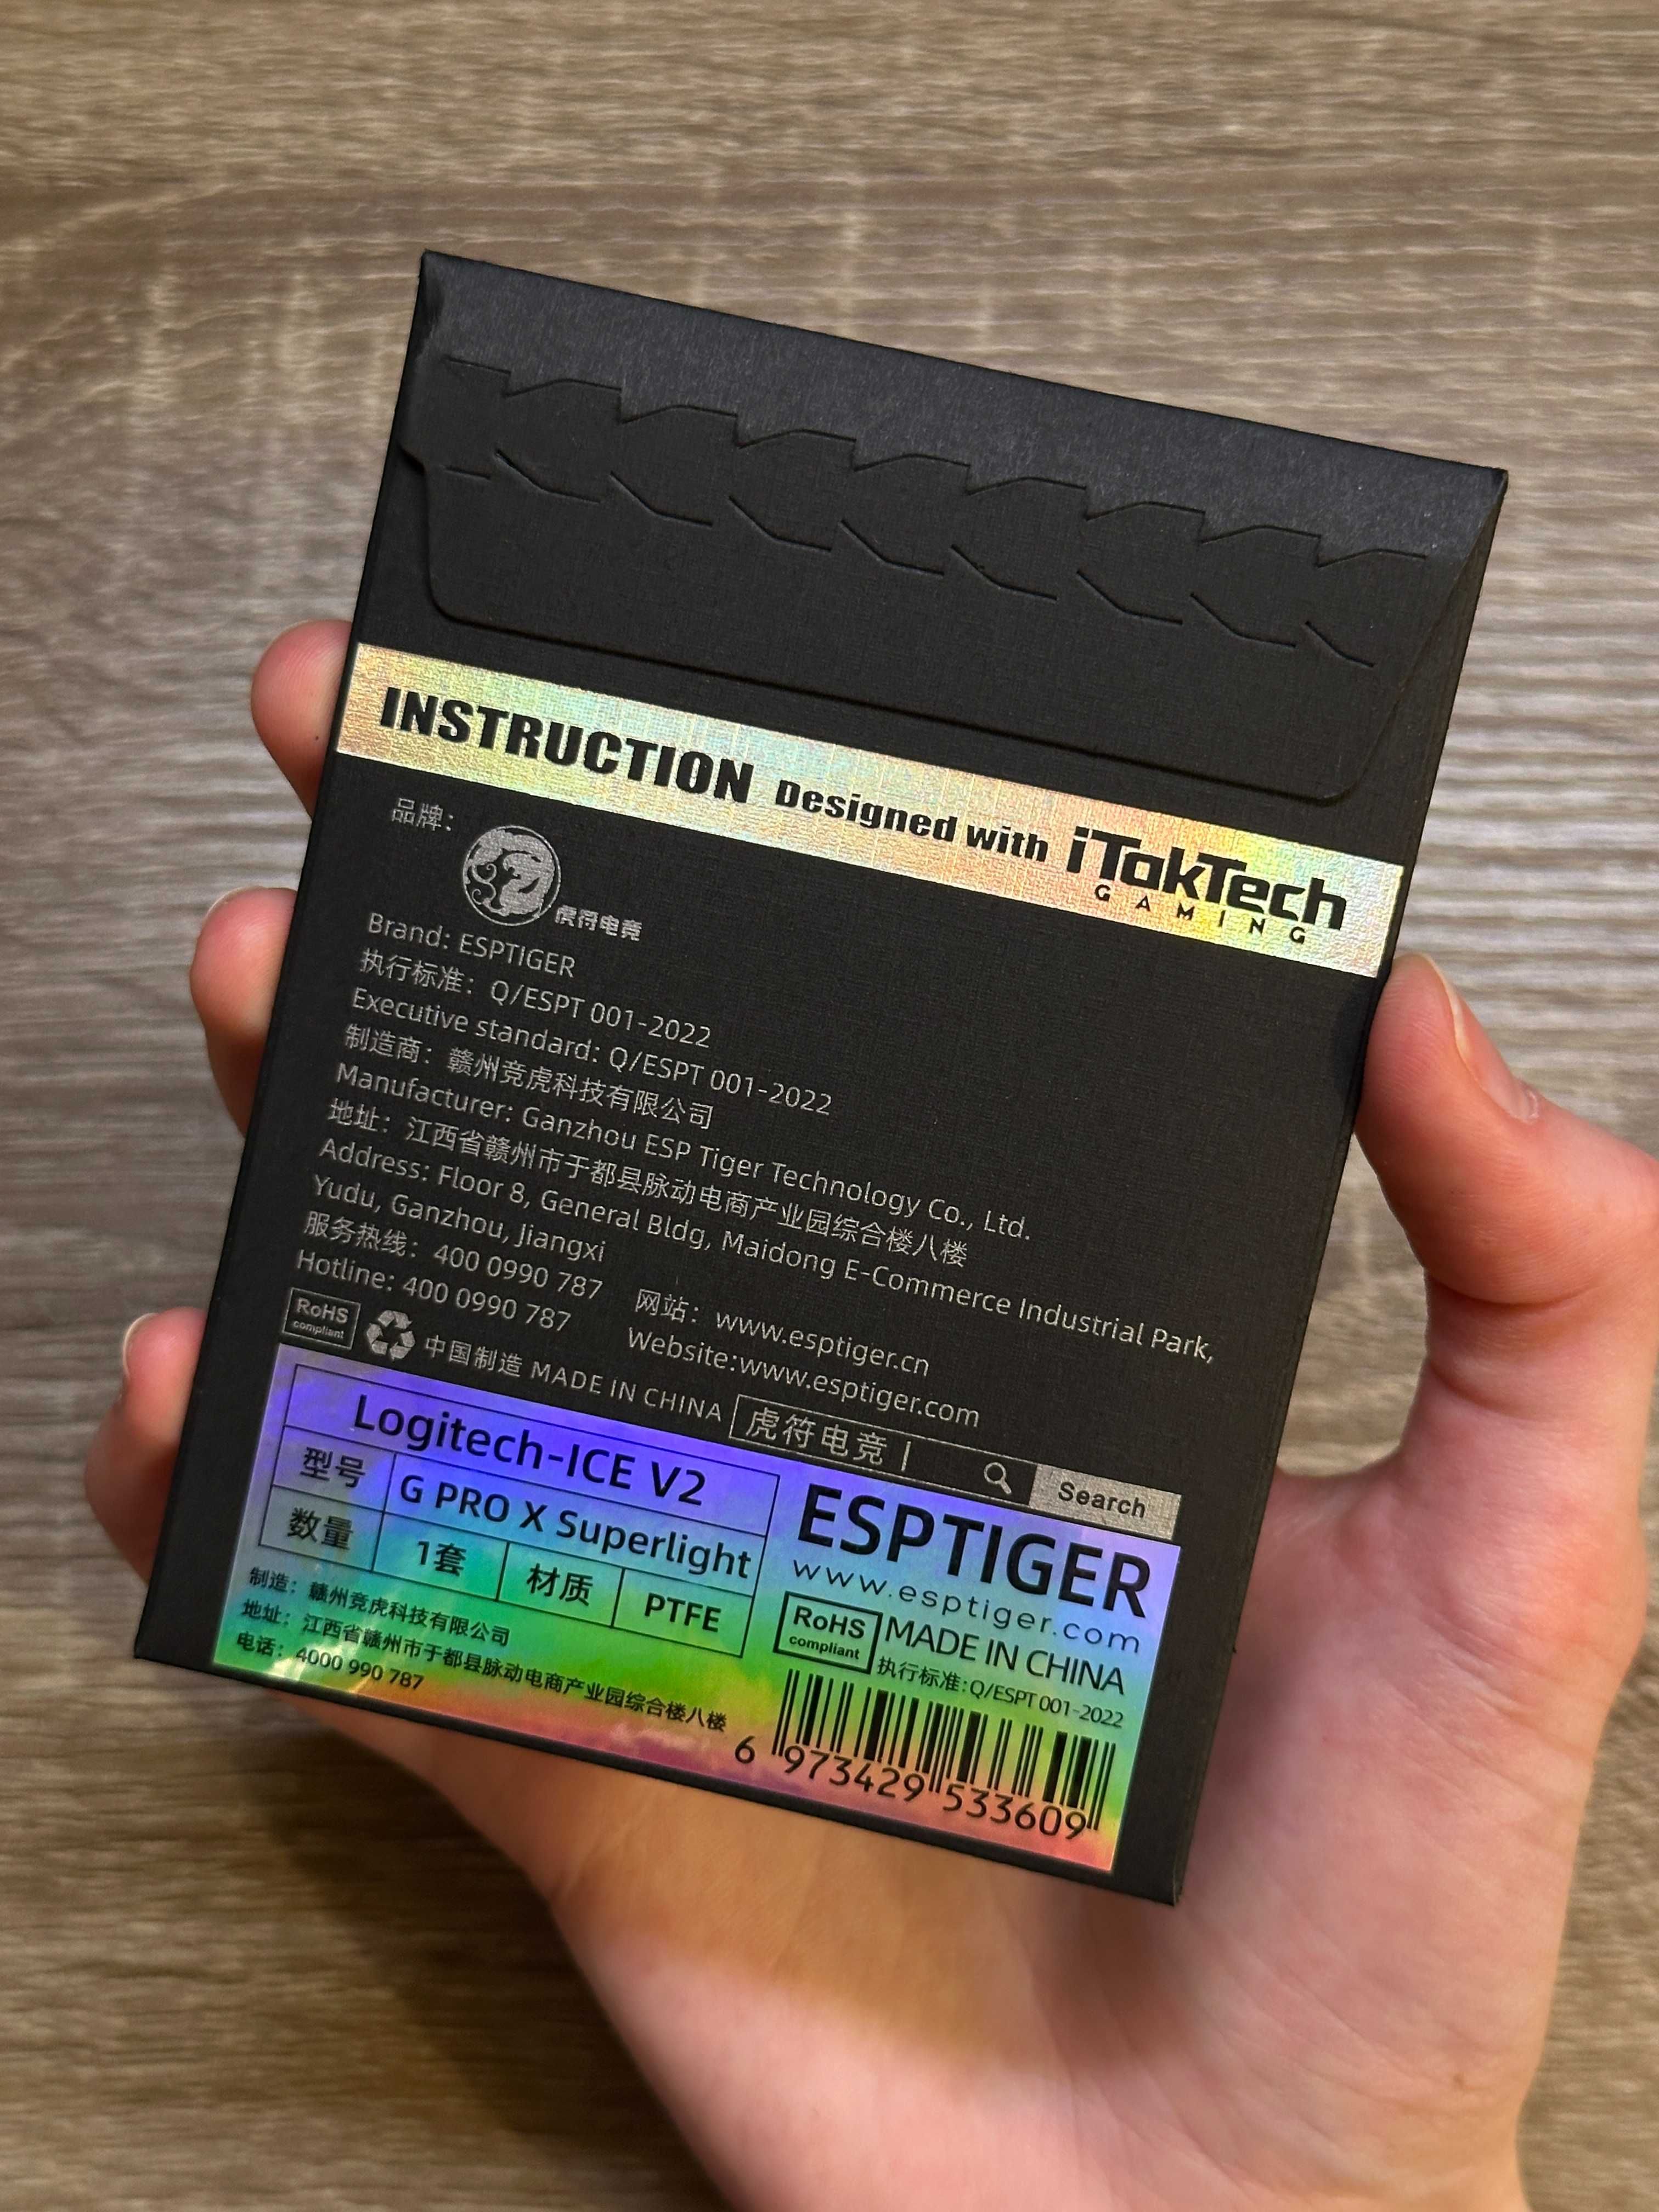 INSTRUCTION Designed with iTokTech
GAMING
品牌：
虎符电竞
Brand: ESPTIGER
执行标准：Q/ESPT 001-2022
Executive standard: Q/ESPT 001-2022
制造商：赣州竞虎科技有限公司
Manufacturer: Ganzhou ESP Tiger Technology Co., Ltd.
地址：江西省赣州市于都县脉动电商产业园综合楼八楼
Address: Floor 8, General Bldg, Maidong E-Commerce Industrial Park,
Yudu, Ganzhou, Jiangxi
服务热线：400 0990 787 网站：www.esptiger.cn
Hotline: 400 0990 787 Website:www.esptiger.com
RoHS
compliant
中国制造 MADE IN CHINA
虎符电竞 | Search
Logitech-ICE V2
型号 G PRO X Superlight
数量 1套 材质 PTFE
制造：赣州竞虎科技有限公司
地址：江西省赣州市于都县脉动电商产业园综合楼八楼
电话：4000 990 787
ESPTIGER
www.esptiger.com
RoHS
compliant
MADE IN CHINA
执行标准:Q/ESPT 001-2022
6 973429 533609